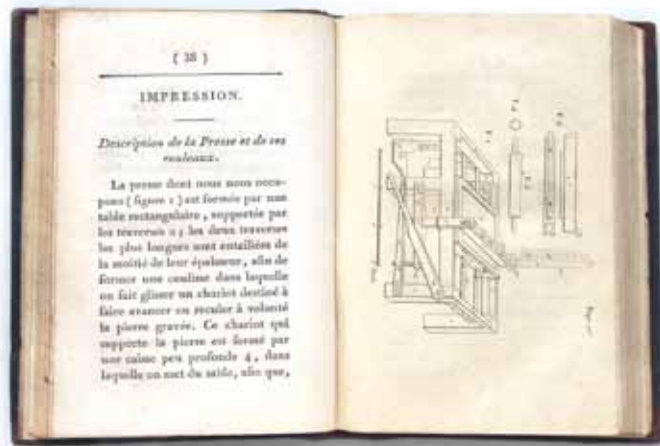 ( 38 )
IMPRESSION.
Description de la Presse et de ses
rouleaux.
La presse dont nous nous occu-
pons ( figure 1 ) est formée par une
table rectangulaire, supportée par
les traverses 2 ; les deux traverses
les plus longues sont entaillées de
la moitié de leur épaisseur, afin de
former une coulisse dans laquelle
on fait glisser un chariot destiné à
faire avancer ou reculer à volonté
la pierre gravée. Ce chariot qui
supporte la pierre est formé par
une caisse peu profonde 4, dans
laquelle on met du sable, afin que,